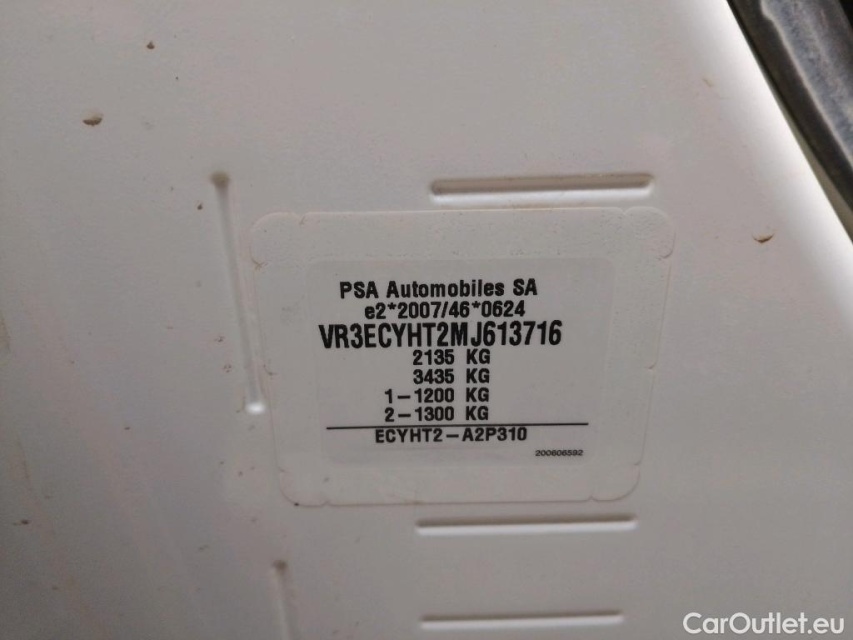 PSA Automobiles SA
e2*2007/46*0624
VR3ECYHT2MJ613716
2135 KG
3435 KG
1-1200 KG
2-1300 KG
ECYHT2-A2P310
200606592
CarOutlet.eu